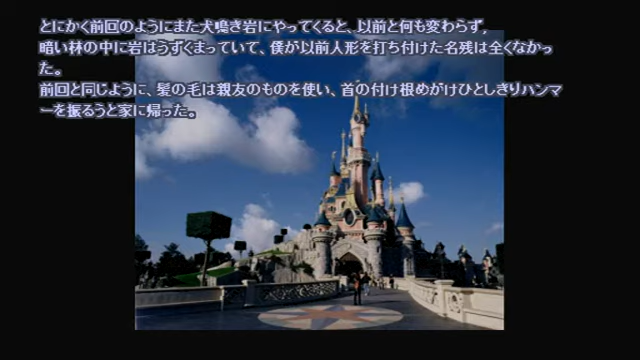 とにかく前回のようにまた犬鳴き岩にやってくると、以前と何も変わらず,
暗い林の中に岩はうずくまっていて、僕が以前人形を打ち付けた名残は全くなかっ
た。
前回と同じように、髪の毛は親友のものを使い、首の付け根めがけひとしきりハンマ
ーを振るうと家に帰った。